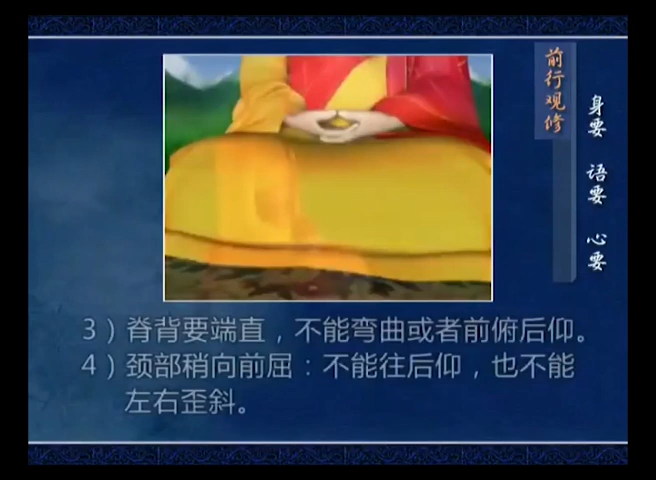 前行观修
身要 语要 心要
3）脊背要端直，不能弯曲或者前俯后仰。
4）颈部稍向前屈：不能往后仰，也不能
左右歪斜。